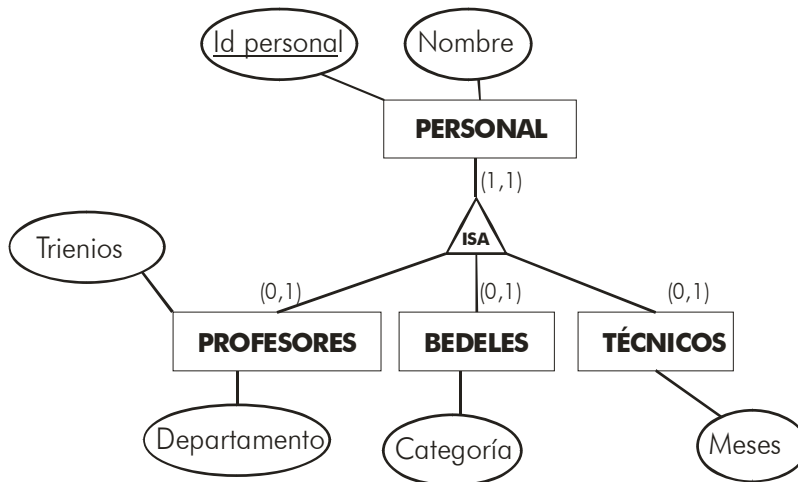 Id personal
Nombre
PERSONAL
(1,1)
ISA
Trienios
(0,1)
(0,1)
(0,1)
PROFESORES
BEDELES
TÉCNICOS
Departamento
Categoría
Meses